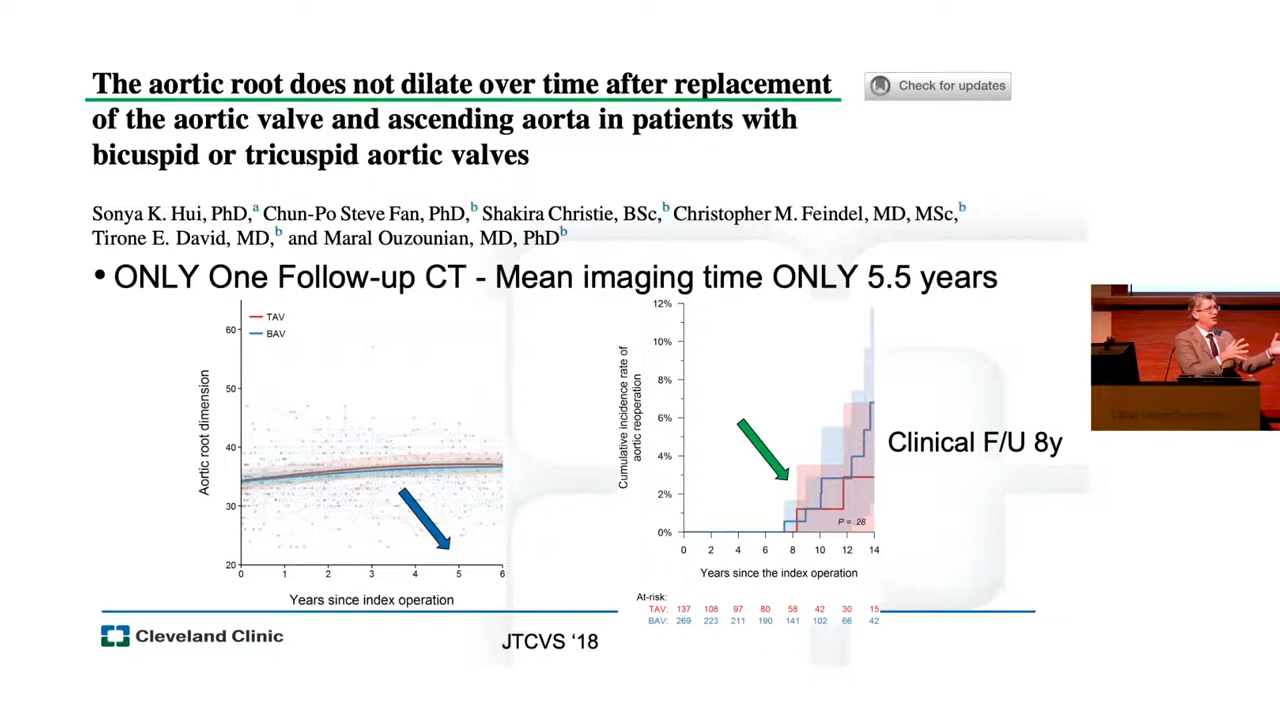 The aortic root does not dilate over time after replacement
of the aortic valve and ascending aorta in patients with
bicuspid or tricuspid aortic valves
Check for updates
Sonya K. Hui, PhD,a Chun-Po Steve Fan, PhD,b Shakira Christie, BSc,b Christopher M. Feindel, MD, MSc,b
Tirone E. David, MD,b and Maral Ouzounian, MD, PhDb
• ONLY One Follow-up CT - Mean imaging time ONLY 5.5 years
TAV
BAV
Aortic root dimension
60
50
40
30
20
0 1 2 3 4 5 6
Years since index operation
Cumulative incidence rate of
aortic reoperation
12%
10%
8%
6%
4%
2%
0%
P = .28
0 2 4 6 8 10 12 14
Years since the index operation
At-risk:
TAV: 137 108 97 80 58 42 30 15
BAV: 269 223 211 190 141 102 66 42
Clinical F/U 8y
Cleveland Clinic
JTCVS ‘18